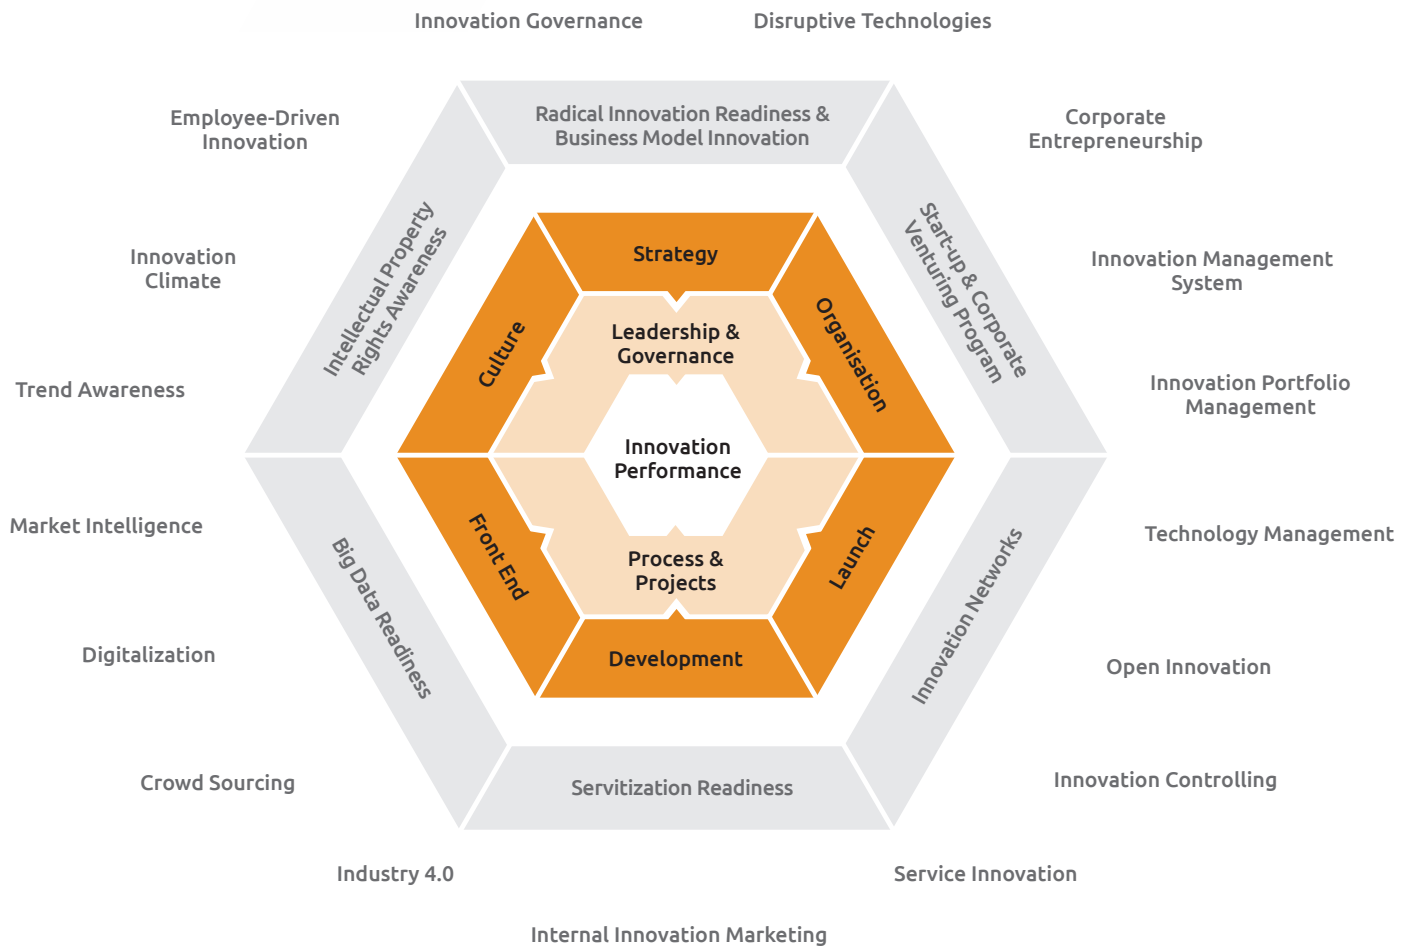 Innovation Governance
Disruptive Technologies
Employee-Driven
Innovation
Radical Innovation Readiness &
Business Model Innovation
Corporate
Entrepreneurship
Innovation
Climate
Intellectual Property
Rights Awareness
Strategy
Start-up & Corporate
Venturing Program
Innovation Management
System
Culture
Leadership &
Governance
Organisation
Trend Awareness
Innovation Portfolio
Management
Innovation
Performance
Market Intelligence
Technology Management
Big Data Readiness
Front End
Process &
Projects
Launch
Innovation Networks
Digitalization
Development
Open Innovation
Crowd Sourcing
Servitization Readiness
Innovation Controlling
Industry 4.0
Service Innovation
Internal Innovation Marketing